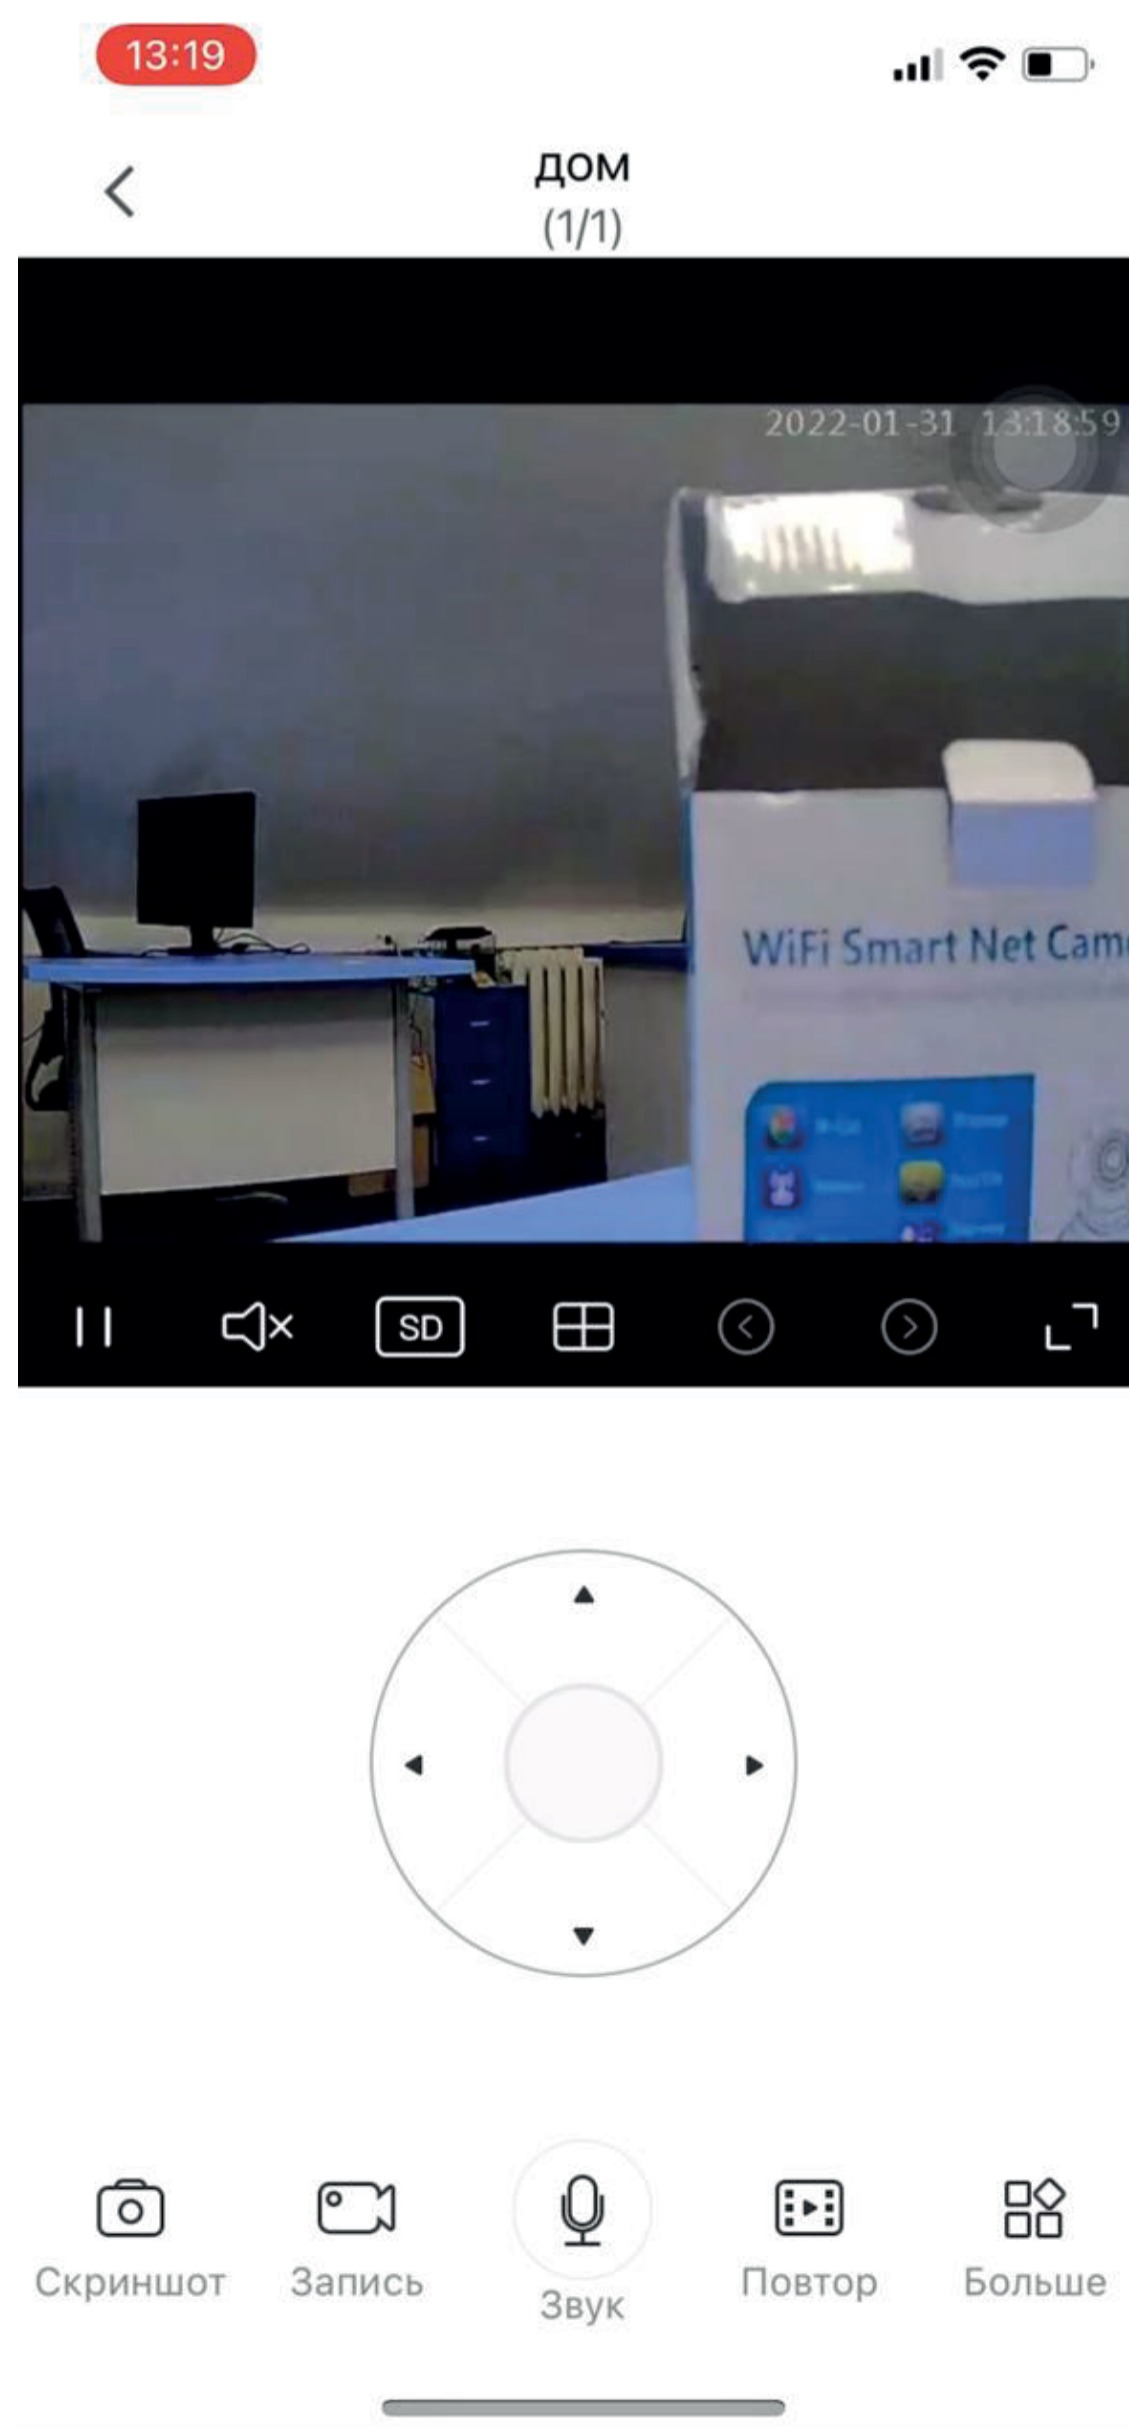 13:19
дом
(1/1)
2022-01-31 13:18:59
WiFi Smart Net Came
SD
Скриншот
Запись
Звук
Повтор
Больше